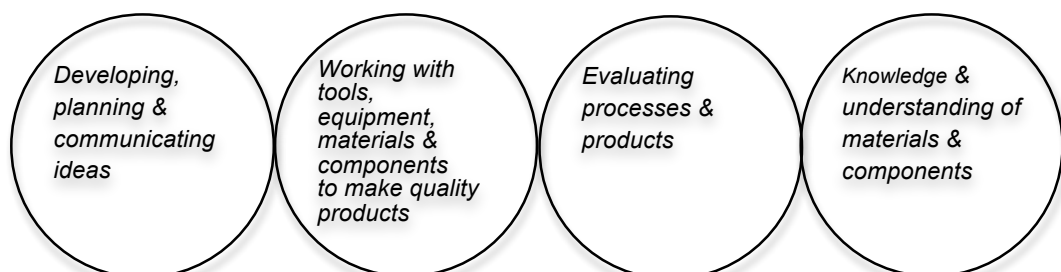 Developing,
planning &
communicating
ideas
Working with
tools,
equipment,
materials &
components
to make quality
products
Evaluating
processes &
products
Knowledge &
understanding of
materials &
components